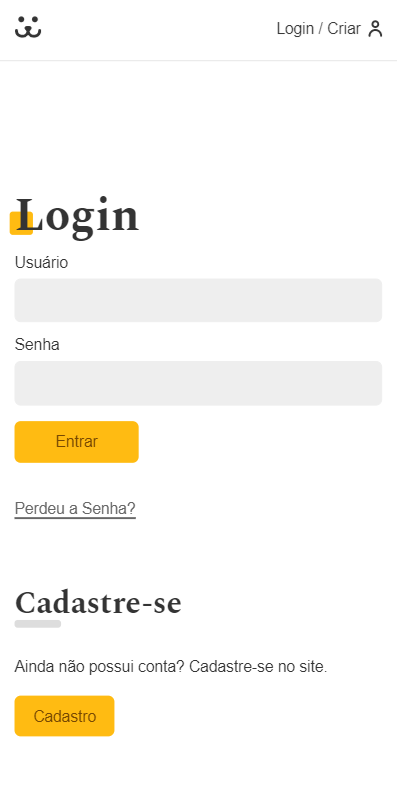 Login / Criar
Login
Usuário
Senha
Entrar
Perdeu a Senha?
Cadastre-se
Ainda não possui conta? Cadastre-se no site.
Cadastro